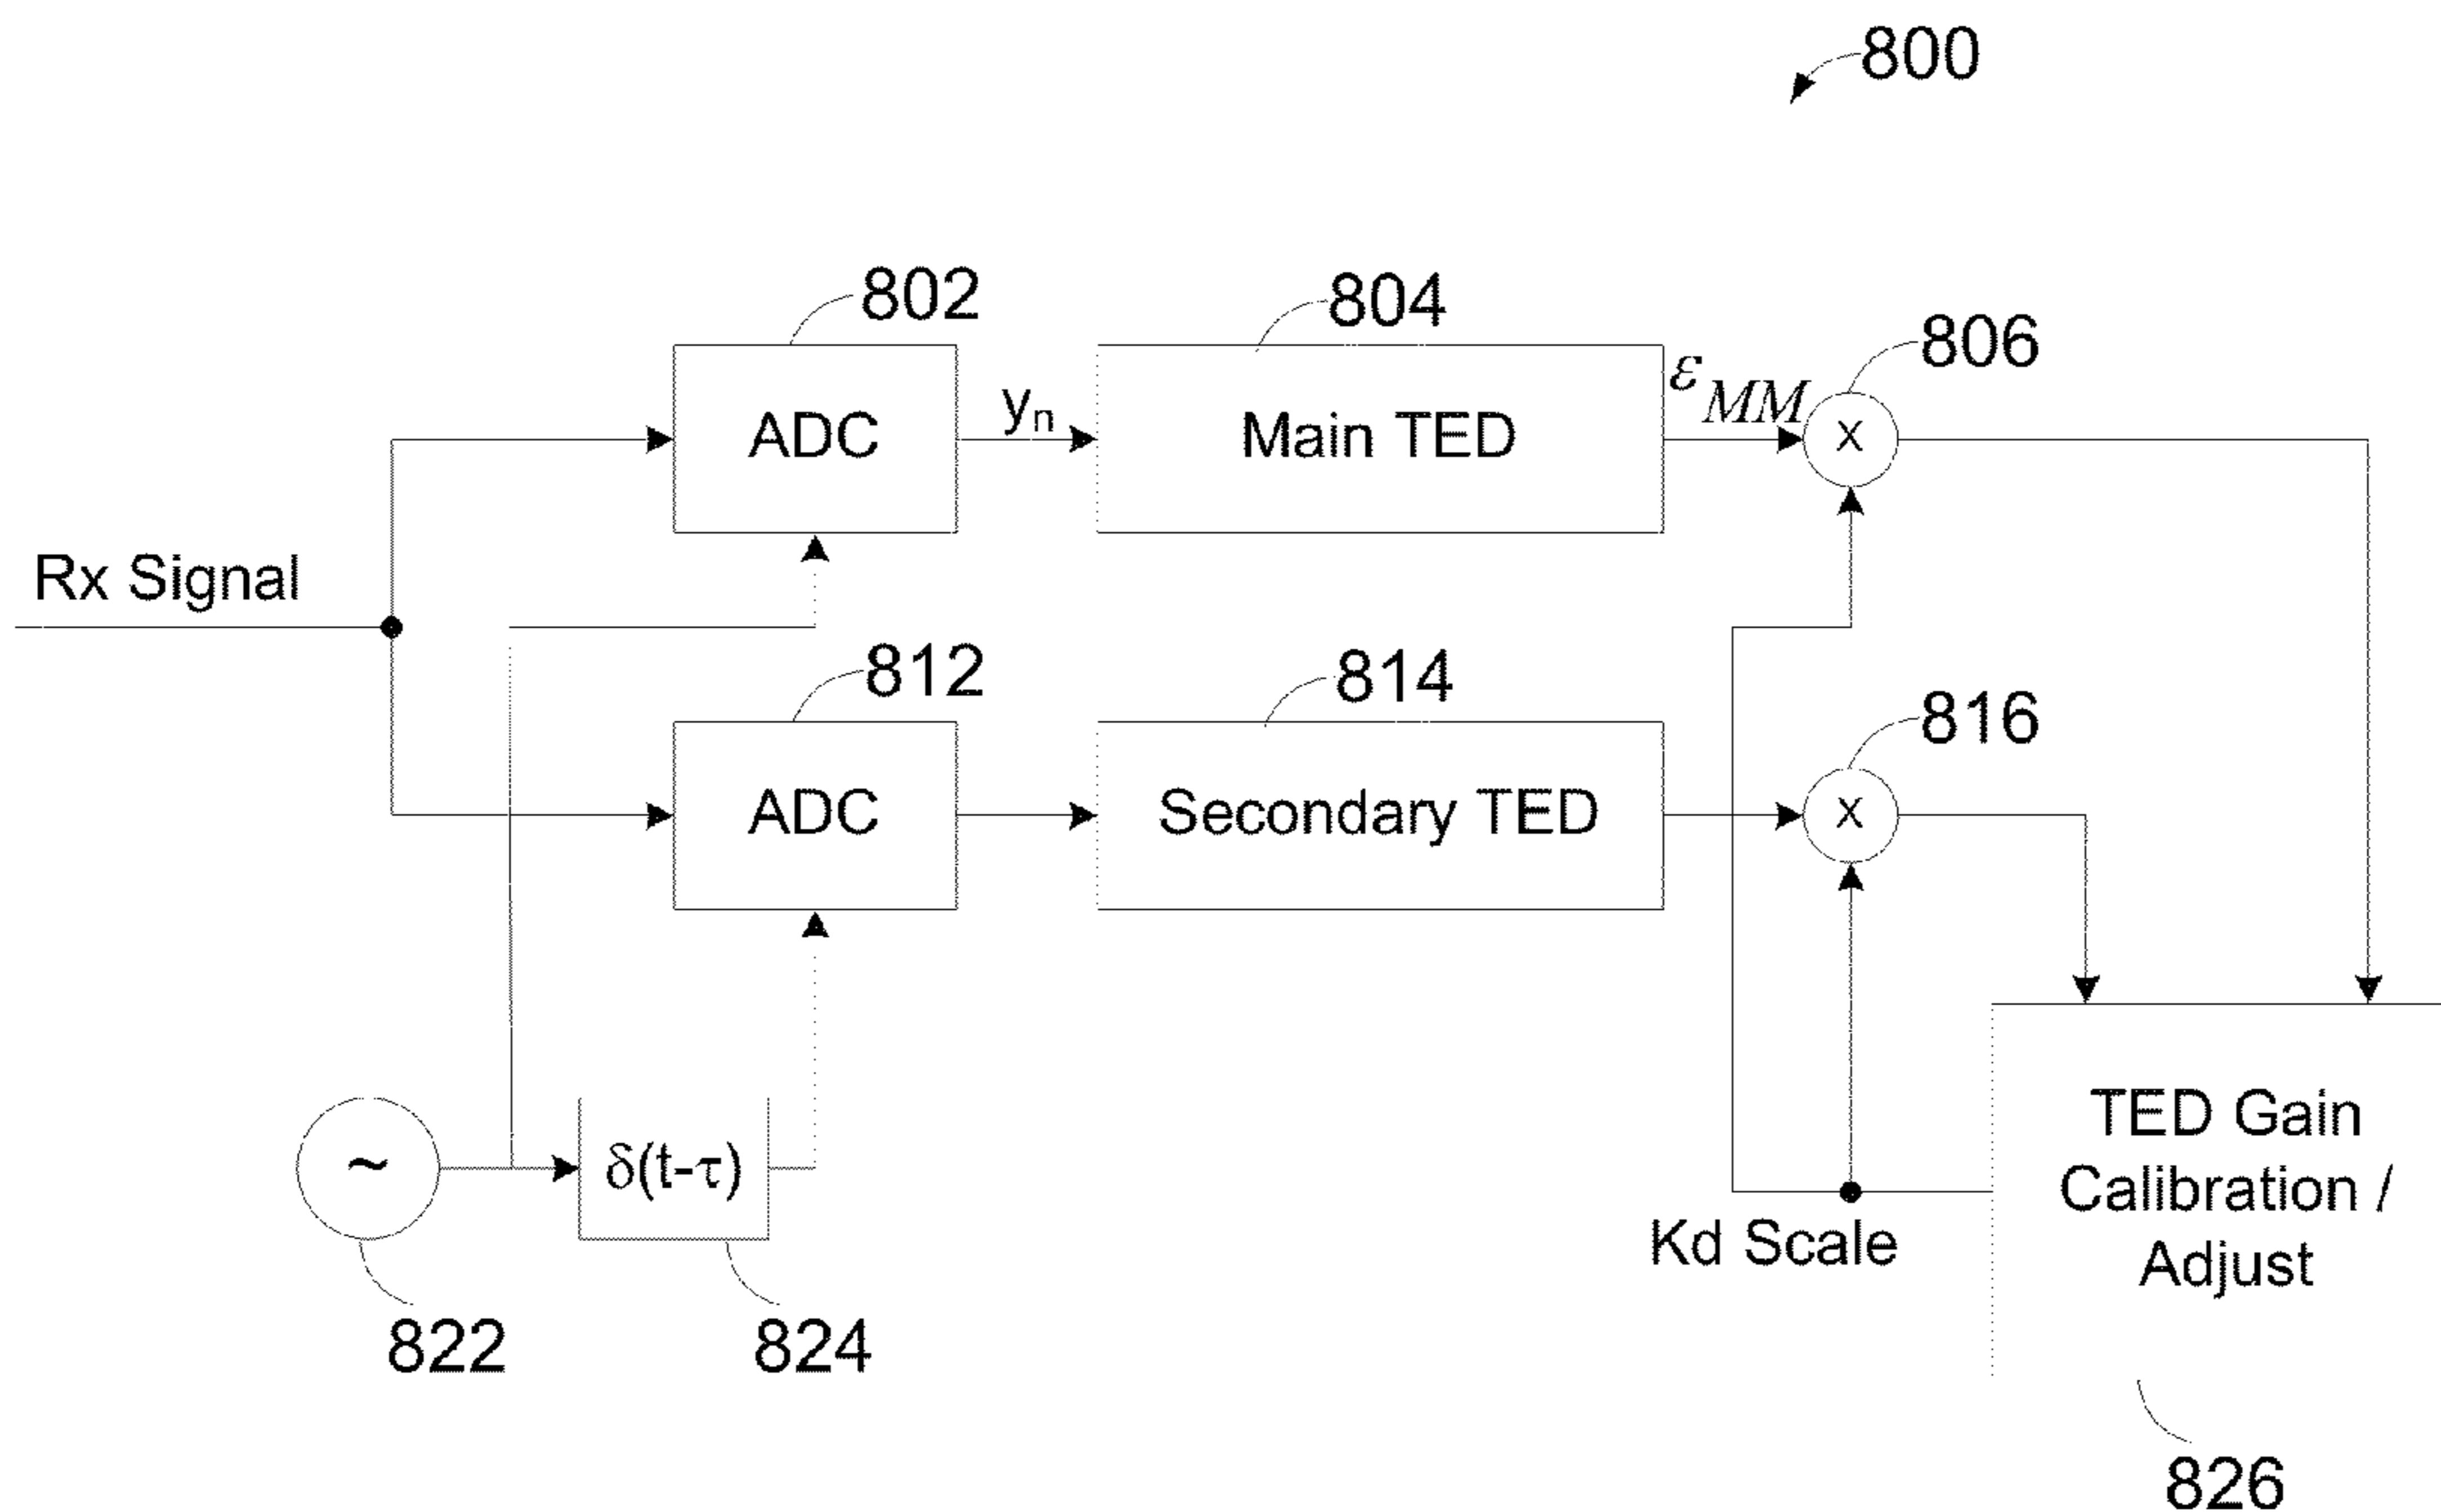 800
802
804
806
ADC
yn
Main TED
εMM
X
Rx Signal
812
814
816
ADC
Secondary TED
X
~
δ(t-τ)
TED Gain
Calibration /
Adjust
Kd Scale
822
824
826